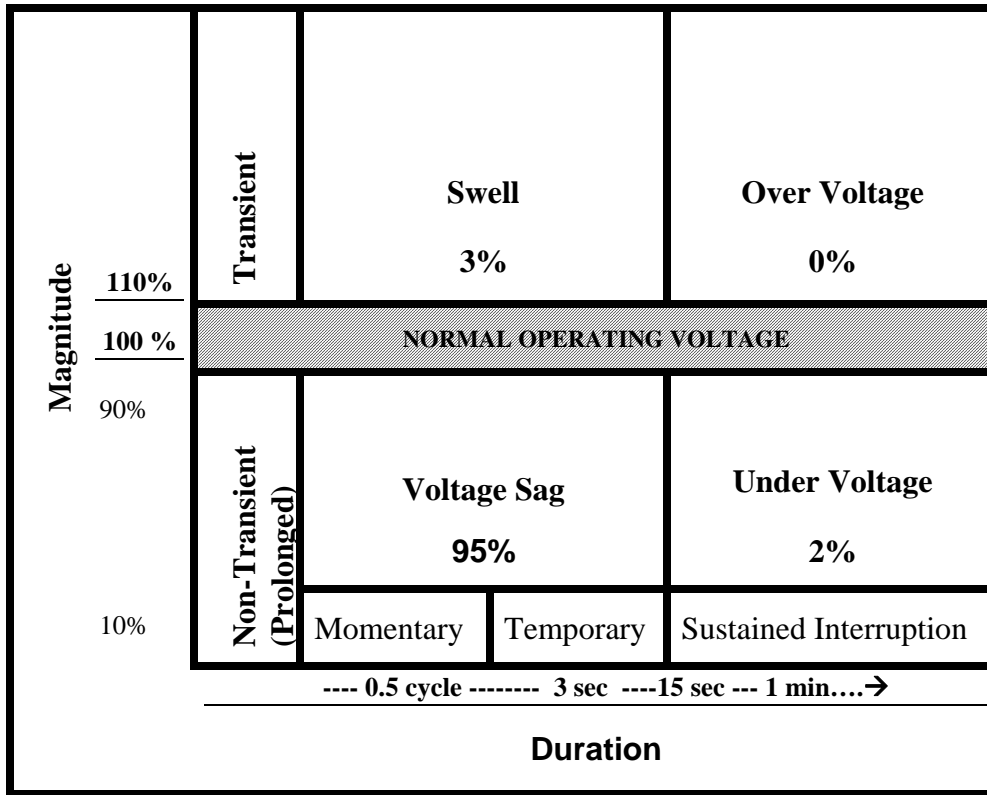 Magnitude
110%
100 %
90%
10%
Transient
Swell
3%
Over Voltage
0%
NORMAL OPERATING VOLTAGE
Non-Transient
(Prolonged)
Voltage Sag
95%
Under Voltage
2%
Momentary
Temporary
Sustained Interruption
---- 0.5 cycle -------- 3 sec ----15 sec --- 1 min….→
Duration